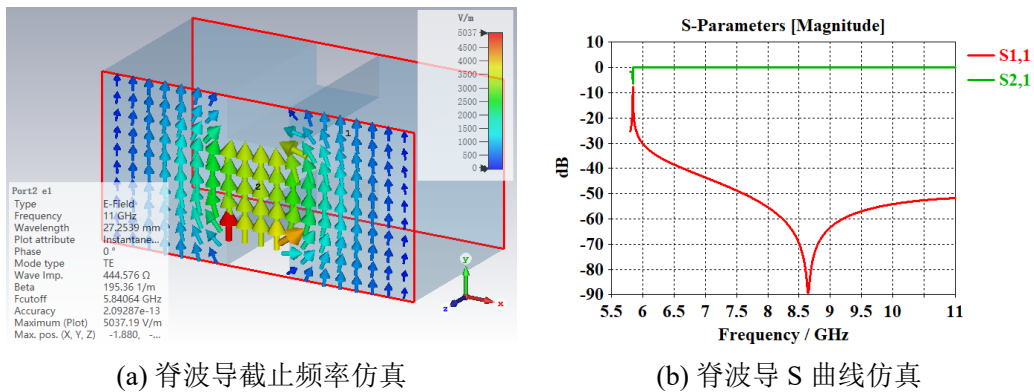 V/m
5037
4500
4000
3500
3000
2500
2000
1500
1000
500
0
1
2
Port2 e1
Type E-Field
Frequency 11 GHz
Wavelength 27.2539 mm
Plot attribute Instantane...
Phase 0 °
Mode type TE
Wave Imp. 444.576 Ω
Beta 195.36 1/m
Fcutoff 5.84064 GHz
Accuracy 2.09287e-13
Maximum (Plot) 5037.19 V/m
Max. pos. (X, Y, Z) -1.880, -...
y
x
z
(a) 脊波导截止频率仿真
S-Parameters [Magnitude]
10
0
-10
-20
-30
-40
-50
-60
-70
-80
-90
dB
5.5 6 6.5 7 7.5 8 8.5 9 9.5 10 11
Frequency / GHz
S1,1
S2,1
(b) 脊波导 S 曲线仿真